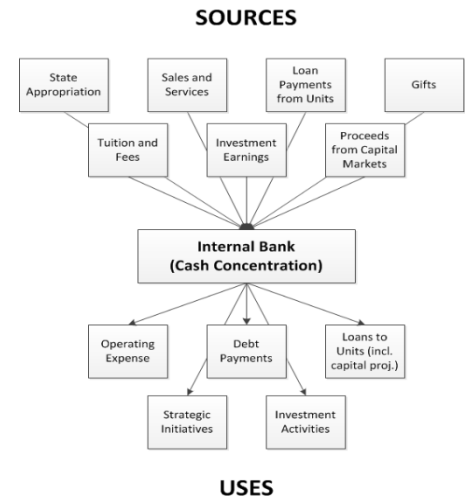 SOURCES
State
Appropriation
Sales and
Services
Loan
Payments
from Units
Gifts
Tuition and
Fees
Investment
Earnings
Proceeds
from Capital
Markets
Internal Bank
(Cash Concentration)
Operating
Expense
Debt
Payments
Loans to
Units (incl.
capital proj.)
Strategic
Initiatives
Investment
Activities
USES